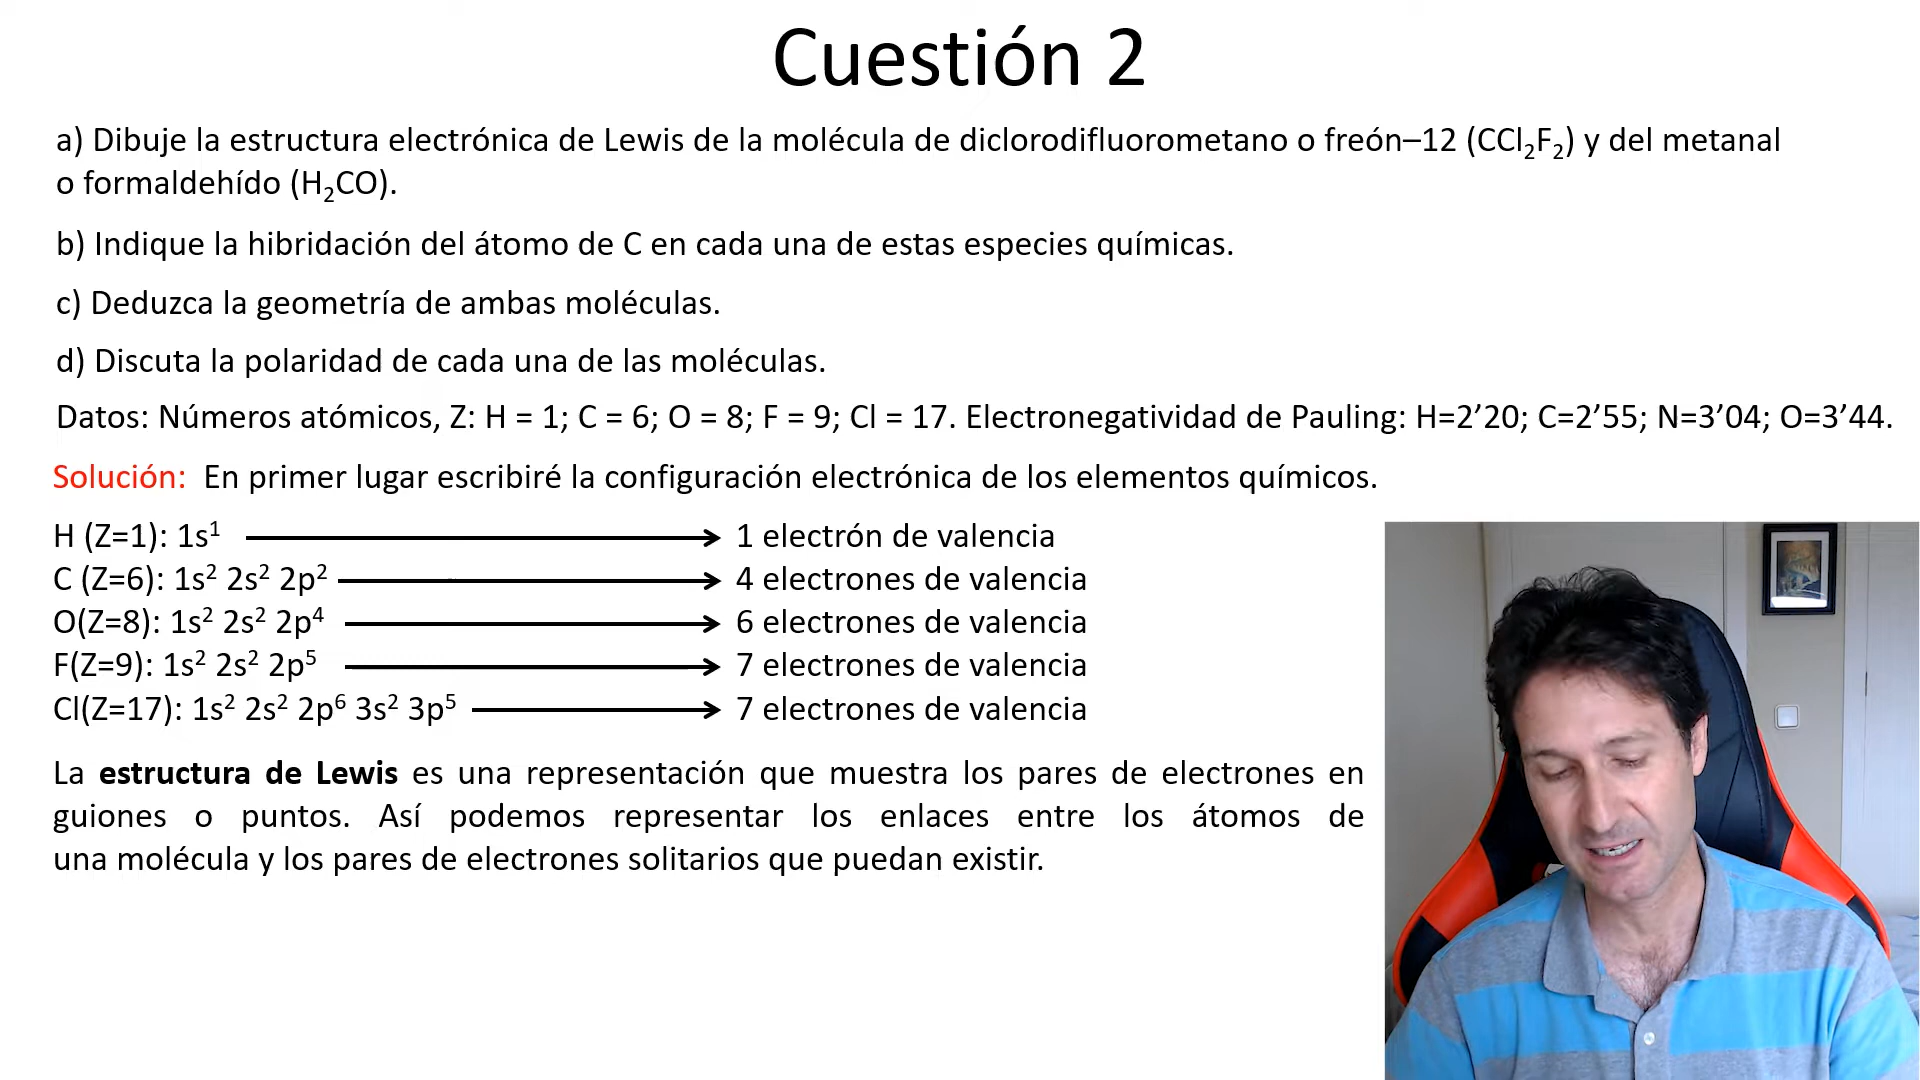 Cuestión 2
a) Dibuje la estructura electrónica de Lewis de la molécula de diclorodifluorometano o freón–12 (CCl₂F₂) y del metanal
o formaldehído (H₂CO).
b) Indique la hibridación del átomo de C en cada una de estas especies químicas.
c) Deduzca la geometría de ambas moléculas.
d) Discuta la polaridad de cada una de las moléculas.
Datos: Números atómicos, Z: H = 1; C = 6; O = 8; F = 9; Cl = 17. Electronegatividad de Pauling: H=2’20; C=2’55; N=3’04; O=3’44.
Solución: En primer lugar escribiré la configuración electrónica de los elementos químicos.
H (Z=1): 1s¹ → 1 electrón de valencia
C (Z=6): 1s² 2s² 2p² → 4 electrones de valencia
O(Z=8): 1s² 2s² 2p⁴ → 6 electrones de valencia
F(Z=9): 1s² 2s² 2p⁵ → 7 electrones de valencia
Cl(Z=17): 1s² 2s² 2p⁶ 3s² 3p⁵ → 7 electrones de valencia
La estructura de Lewis es una representación que muestra los pares de electrones en
guiones o puntos. Así podemos representar los enlaces entre los átomos de
una molécula y los pares de electrones solitarios que puedan existir.